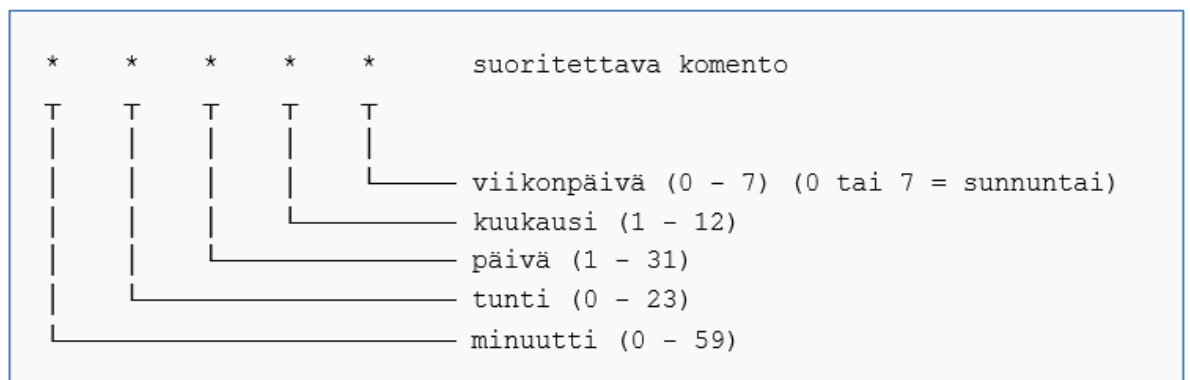 * * * * * suoritettava komento
viikonpäivä (0 – 7) (0 tai 7 = sunnuntai)
kuukausi (1 – 12)
päivä (1 – 31)
tunti (0 – 23)
minuutti (0 – 59)